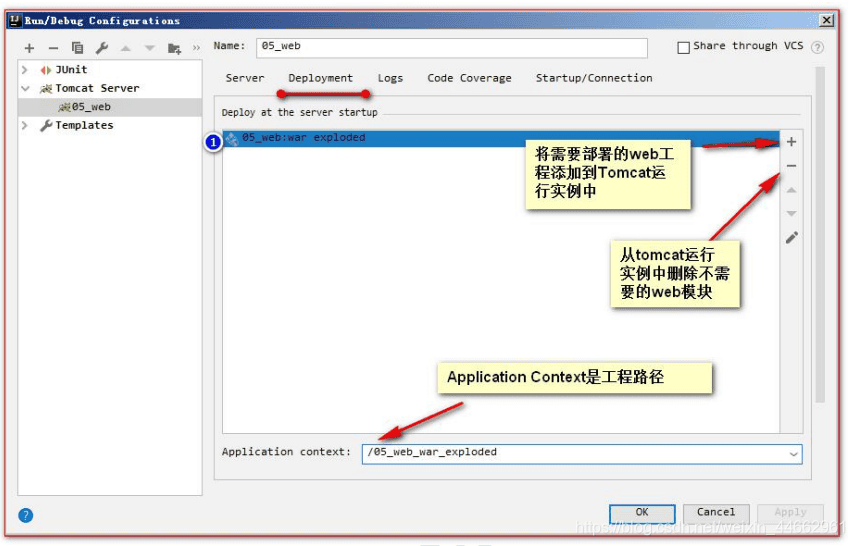 Run/Debug Configurations
Name: 05_web
Share through VCS
JUnit
Tomcat Server
05_web
Templates
Server Deployment Logs Code Coverage Startup/Connection
Deploy at the server startup
1
05_web:war exploded
将需要部署的web工
程添加到Tomcat运
行实例中
从tomcat运行
实例中删除不需
要的web模块
Application Context是工程路径
Application context: /05_web_war_exploded
OK Cancel Apply
https://blog.csdn.net/weixin_44662961